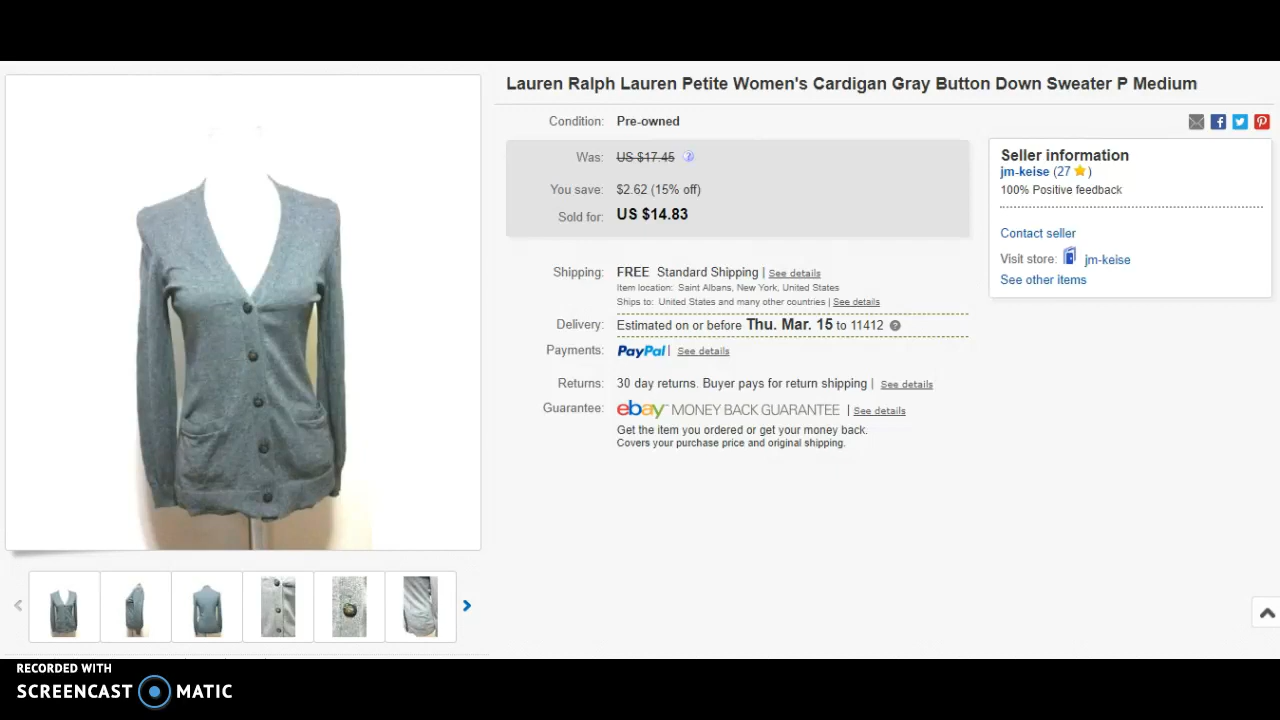 Lauren Ralph Lauren Petite Women's Cardigan Gray Button Down Sweater P Medium
Condition: Pre-owned
Was: US $17.45
You save: $2.62 (15% off)
Sold for: US $14.83
Shipping: FREE Standard Shipping | See details
Item location: Saint Albans, New York, United States
Ships to: United States and many other countries | See details
Delivery: Estimated on or before Thu. Mar. 15 to 11412
Payments: PayPal | See details
Returns: 30 day returns. Buyer pays for return shipping | See details
Guarantee: ebay MONEY BACK GUARANTEE | See details
Get the item you ordered or get your money back.
Covers your purchase price and original shipping.
Seller information
jm-keise (27 )
100% Positive feedback
Contact seller
Visit store: jm-keise
See other items
RECORDED WITH
SCREENCAST MATIC